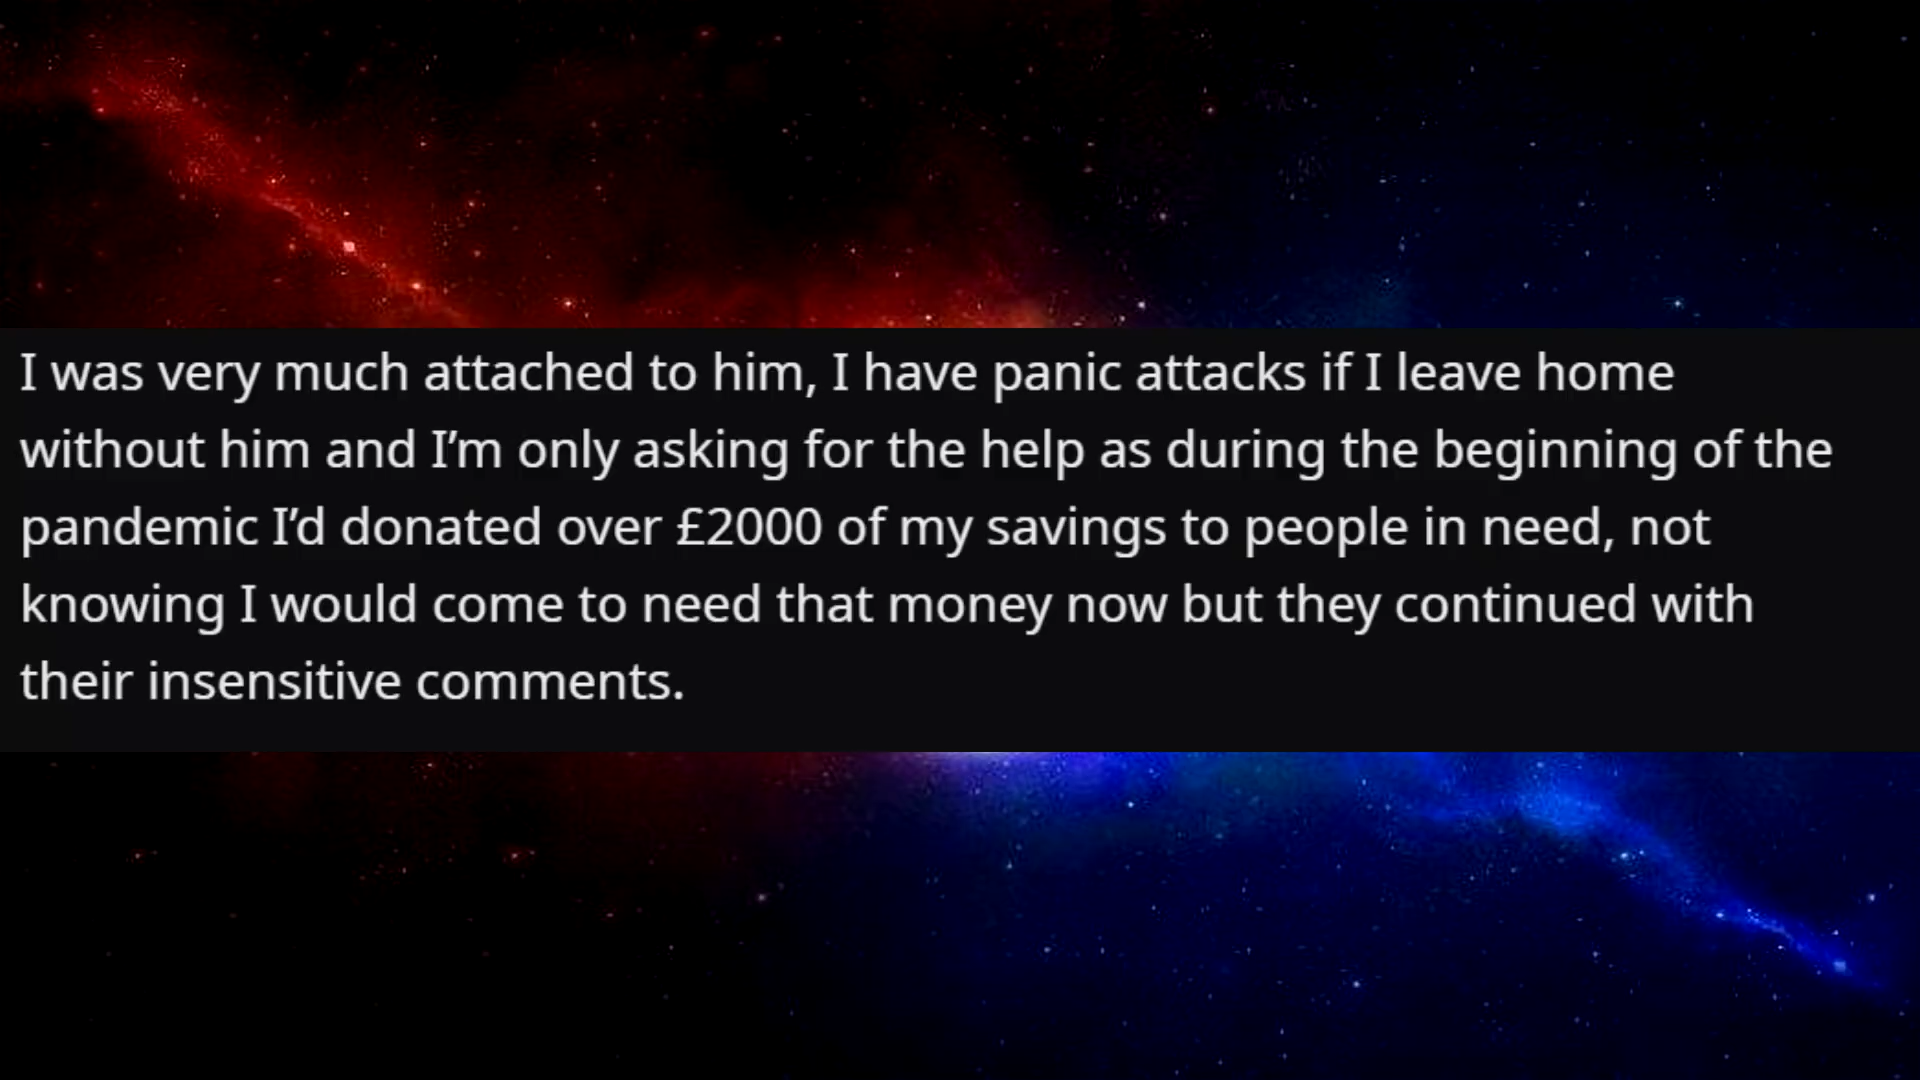 I was very much attached to him, I have panic attacks if I leave home
without him and I’m only asking for the help as during the beginning of the
pandemic I’d donated over £2000 of my savings to people in need, not
knowing I would come to need that money now but they continued with
their insensitive comments.